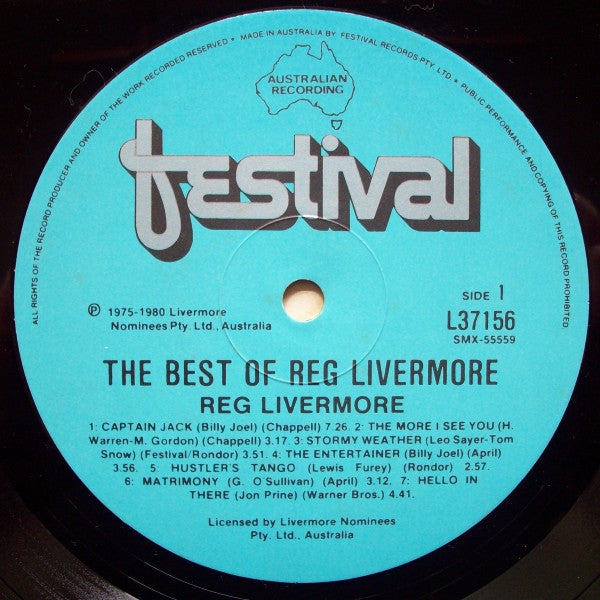 ALL RIGHTS OF THE RECORD PRODUCER AND OWNER OF THE WORK RECORDED RESERVED • MADE IN AUSTRALIA BY FESTIVAL RECORDS PTY. LTD. • PUBLIC PERFORMANCE AND COPYING OF THIS RECORD PROHIBITED
AUSTRALIAN
RECORDING
festival
℗ 1975-1980 Livermore
Nominees Pty. Ltd., Australia
SIDE 1
L37156
SMX-55559
THE BEST OF REG LIVERMORE
REG LIVERMORE
1: CAPTAIN JACK (Billy Joel) (Chappell) 7.26. 2: THE MORE I SEE YOU (H.
Warren-M. Gordon) (Chappell) 3.17. 3: STORMY WEATHER (Leo Sayer-Tom
Snow) (Festival/Rondor) 3.51. 4: THE ENTERTAINER (Billy Joel) (April)
3.56. 5: HUSTLER'S TANGO (Lewis Furey) (Rondor) 2.57.
6: MATRIMONY (G. O'Sullivan) (April) 3.12. 7: HELLO IN
THERE (Jon Prine) (Warner Bros.) 4.41.
Licensed by Livermore Nominees
Pty. Ltd., Australia